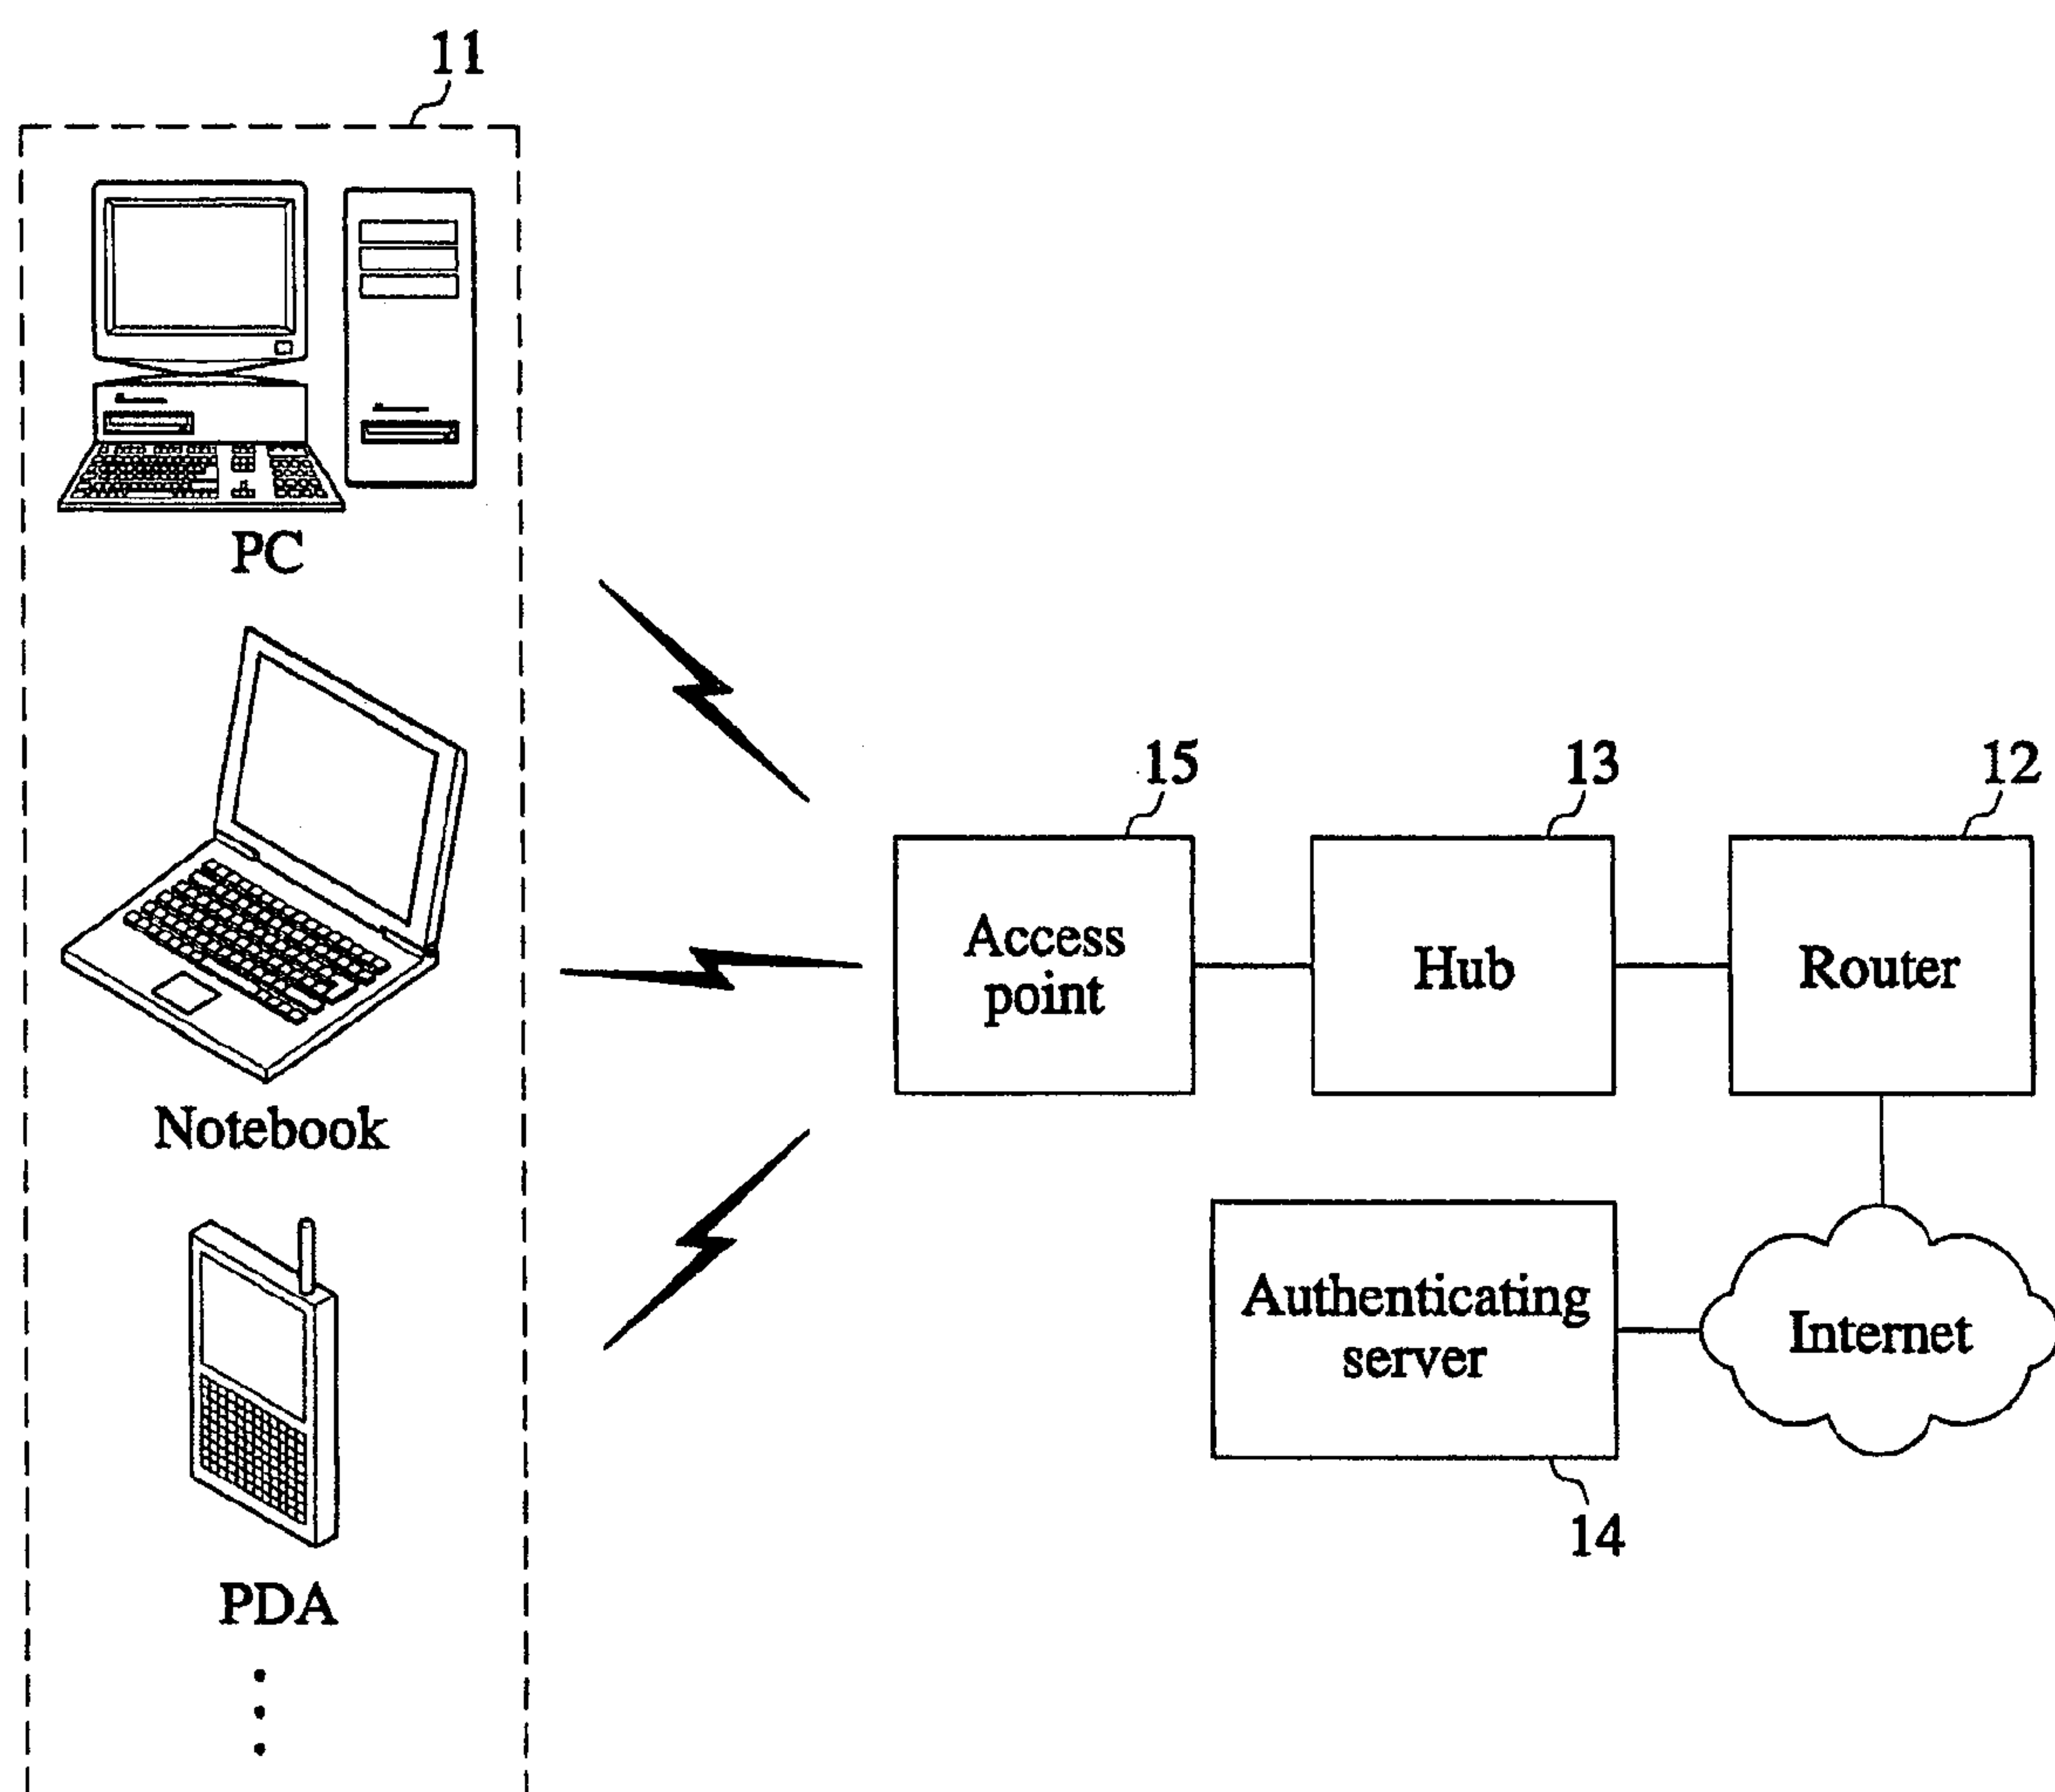 11
PC
Notebook
PDA
15
13
12
Access
point
Hub
Router
Authenticating
server
Internet
14